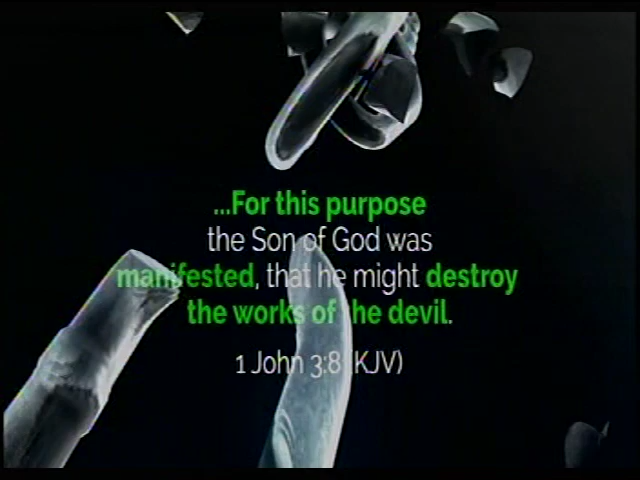 ...For this purpose
the Son of God was
manifested, that he might destroy
the works of the devil.
1 John 3:8 (KJV)